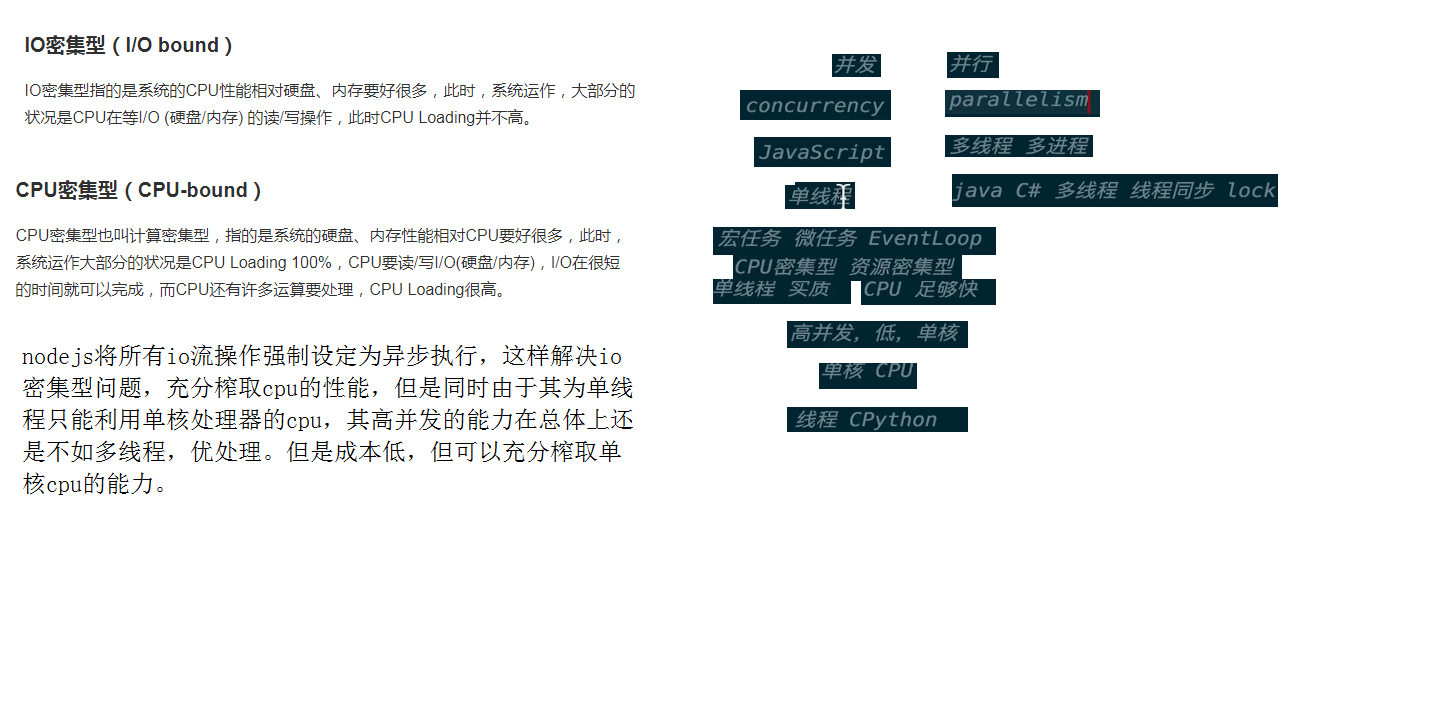 IO密集型（I/O bound）
IO密集型指的是系统的CPU性能相对硬盘、内存要好很多，此时，系统运作，大部分的
状况是CPU在等I/O (硬盘/内存) 的读/写操作，此时CPU Loading并不高。
CPU密集型（CPU-bound）
CPU密集型也叫计算密集型，指的是系统的硬盘、内存性能相对CPU要好很多，此时，
系统运作大部分的状况是CPU Loading 100%，CPU要读/写I/O(硬盘/内存)，I/O在很短
的时间就可以完成，而CPU还有许多运算要处理，CPU Loading很高。
nodejs将所有io流操作强制设定为异步执行，这样解决io
密集型问题，充分榨取cpu的性能，但是同时由于其为单线
程只能利用单核处理器的cpu，其高并发的能力在总体上还
是不如多线程，优处理。但是成本低，但可以充分榨取单
核cpu的能力。
并发
concurrency
JavaScript
单线程
宏任务 微任务 EventLoop
CPU密集型 资源密集型
单线程 实质 CPU 足够快
高并发，低，单核
单核 CPU
线程 CPython
并行
parallelism
多线程 多进程
java C# 多线程 线程同步 lock